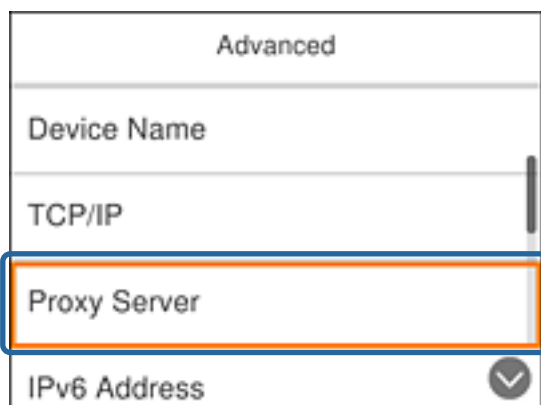 Advanced
Device Name
TCP/IP
Proxy Server
IPv6 Address